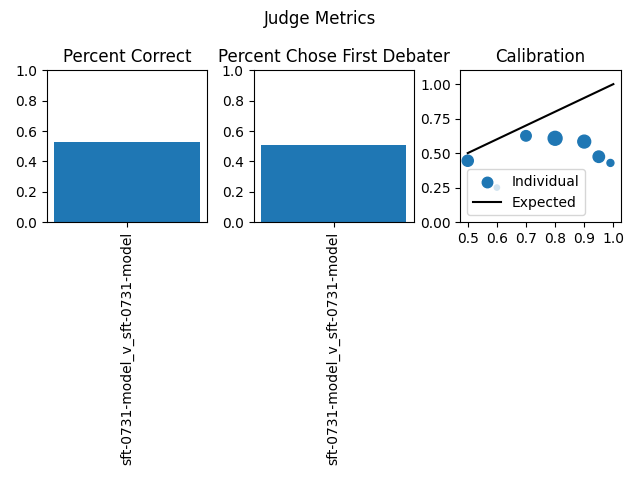 Judge Metrics
Percent Correct
1.0
0.8
0.6
0.4
0.2
0.0
sft-0731-model_v_sft-0731-model
Percent Chose First Debater
1.0
0.8
0.6
0.4
0.2
0.0
sft-0731-model_v_sft-0731-model
Calibration
1.00
0.75
0.50
0.25
0.00
Individual
Expected
0.5 0.6 0.7 0.8 0.9 1.0